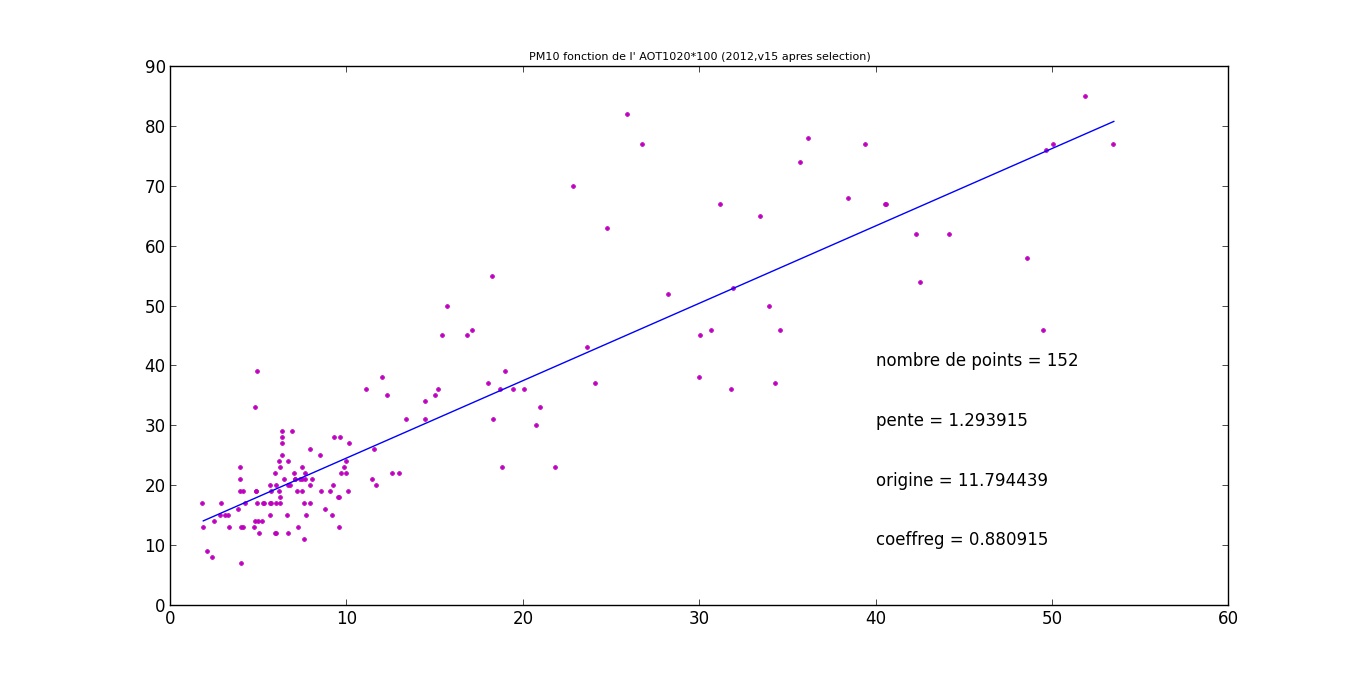 PM10 fonction de l' AOT1020*100 (2012,v15 apres selection)
90
80
70
60
50
40
30
20
10
0
nombre de points = 152
pente = 1.293915
origine = 11.794439
coeffreg = 0.880915
0 10 20 30 40 50 60